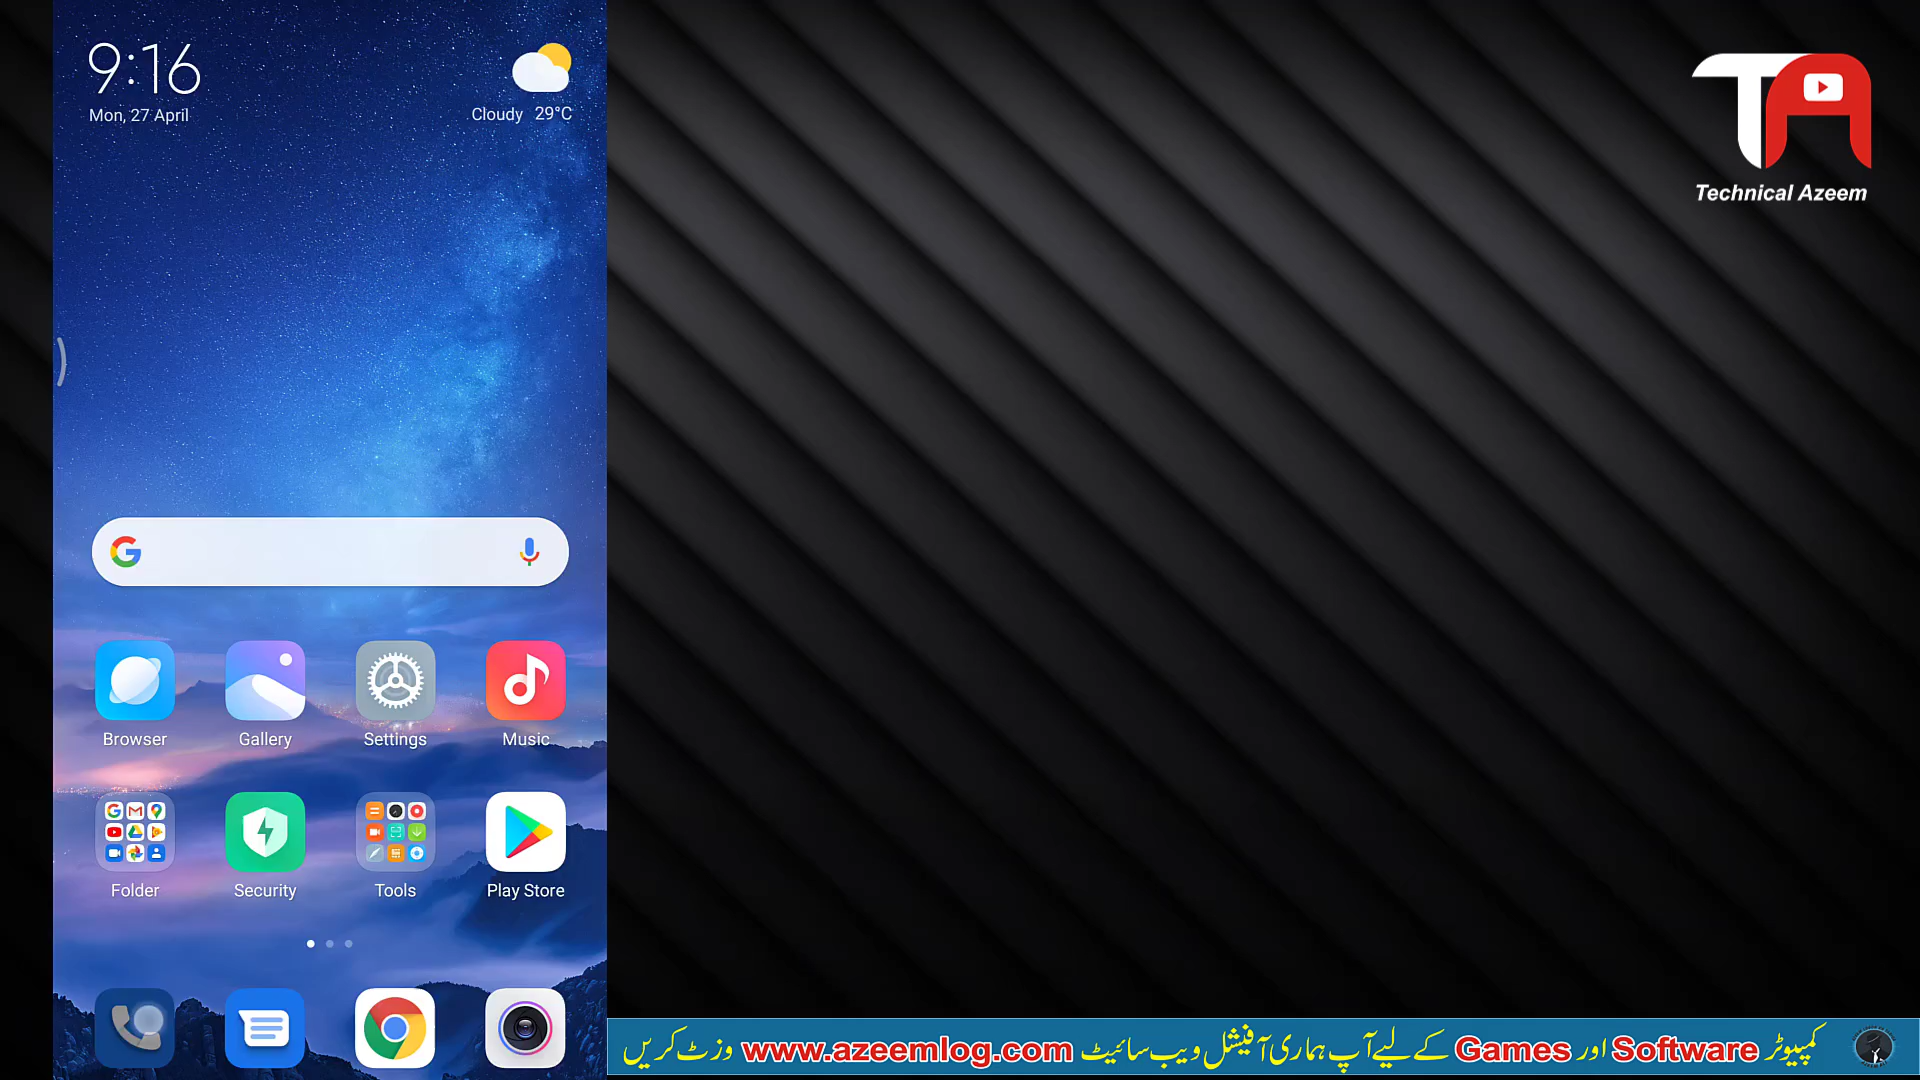 9:16
Mon, 27 April
Cloudy 29°C
Browser
Gallery
Settings
Music
Folder
Security
Tools
Play Store
TA
Technical Azeem
کمپیوٹر Software اور Games کے لیے آپ ہماری آفیشل ویب سائیٹ www.azeemlog.com وزٹ کریں